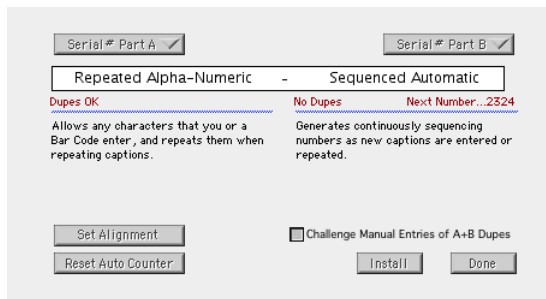 Serial# Part A Serial# Part B
Repeated Alpha-Numeric - Sequenced Automatic
Dupes OK No Dupes Next Number...2324
Allows any characters that you or a
Bar Code enter, and repeats them when
repeating captions.
Generates continuously sequencing
numbers as new captions are entered or
repeated.
Set Alignment Challenge Manual Entries of A+B Dupes
Reset Auto Counter Install Done